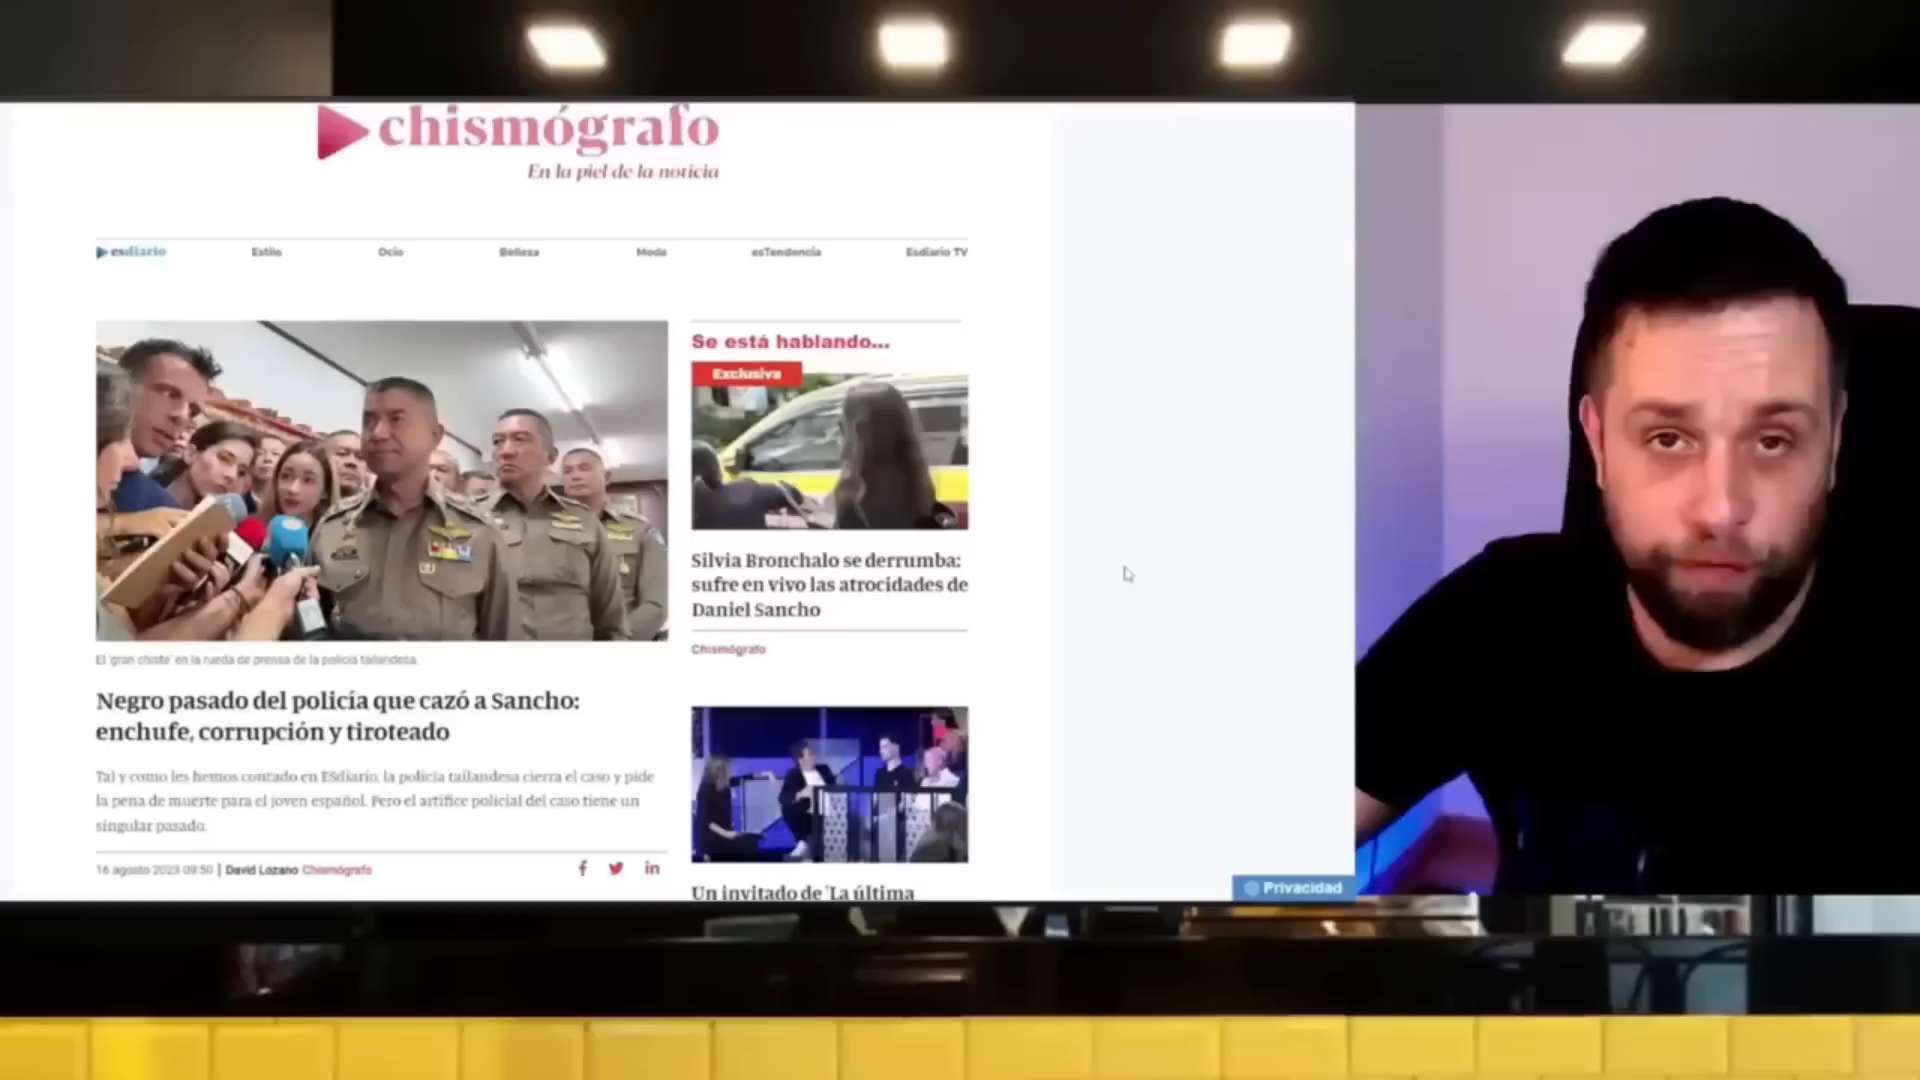 chismógrafo
En la piel de la noticia
esdiario
Estilo
Ocio
Belleza
Moda
esTendencia
Esdiario TV
El 'gran chiste' en la rueda de prensa de la policía tailandesa.
Negro pasado del policía que cazó a Sancho:
enchufe, corrupción y tiroteado
Tal y como les hemos contado en ESdiario, la policía tailandesa cierra el caso y pide
la pena de muerte para el joven español. Pero el artífice policial del caso tiene un
singular pasado.
16 agosto 2023 09:50 | David Lozano Chismógrafo
Se está hablando...
Exclusiva
Silvia Bronchalo se derrumba:
sufre en vivo las atrocidades de
Daniel Sancho
Chismógrafo
Un invitado de 'La última
Privacidad